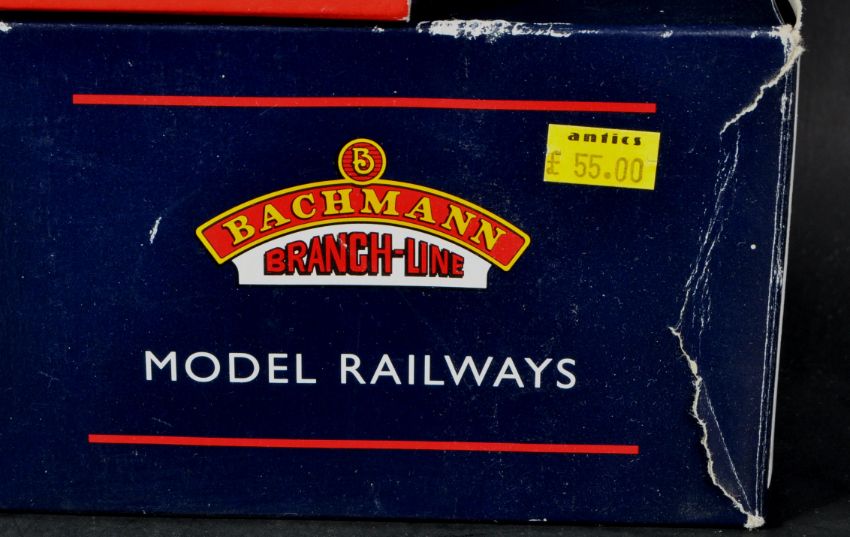 antics
£ 55.00
B
BACHMANN
BRANCH-LINE
MODEL RAILWAYS